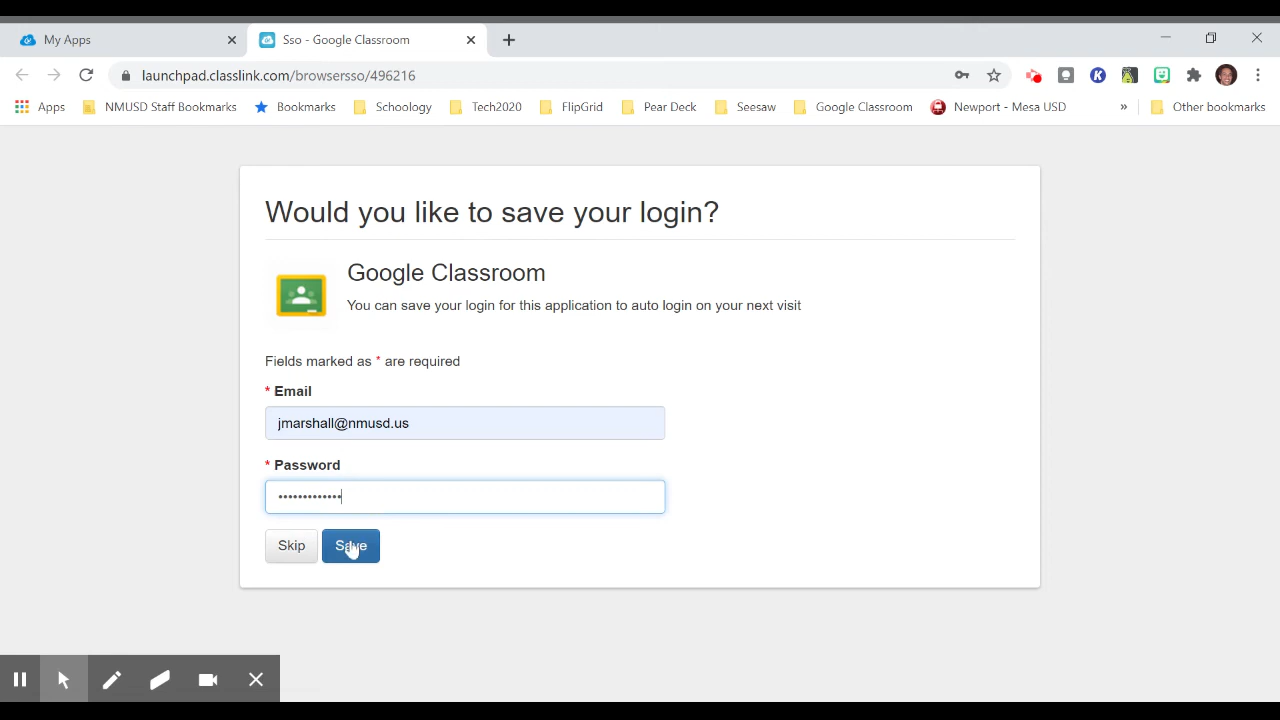 My Apps
Sso - Google Classroom
launchpad.classlink.com/browsersso/496216
Apps NMUSD Staff Bookmarks Bookmarks Schoology Tech2020 FlipGrid Pear Deck Seesaw Google Classroom Newport - Mesa USD » Other bookmarks
Would you like to save your login?
Google Classroom
You can save your login for this application to auto login on your next visit
Fields marked as * are required
* Email
jmarshall@nmusd.us
* Password
•••••••••••••
Skip Save